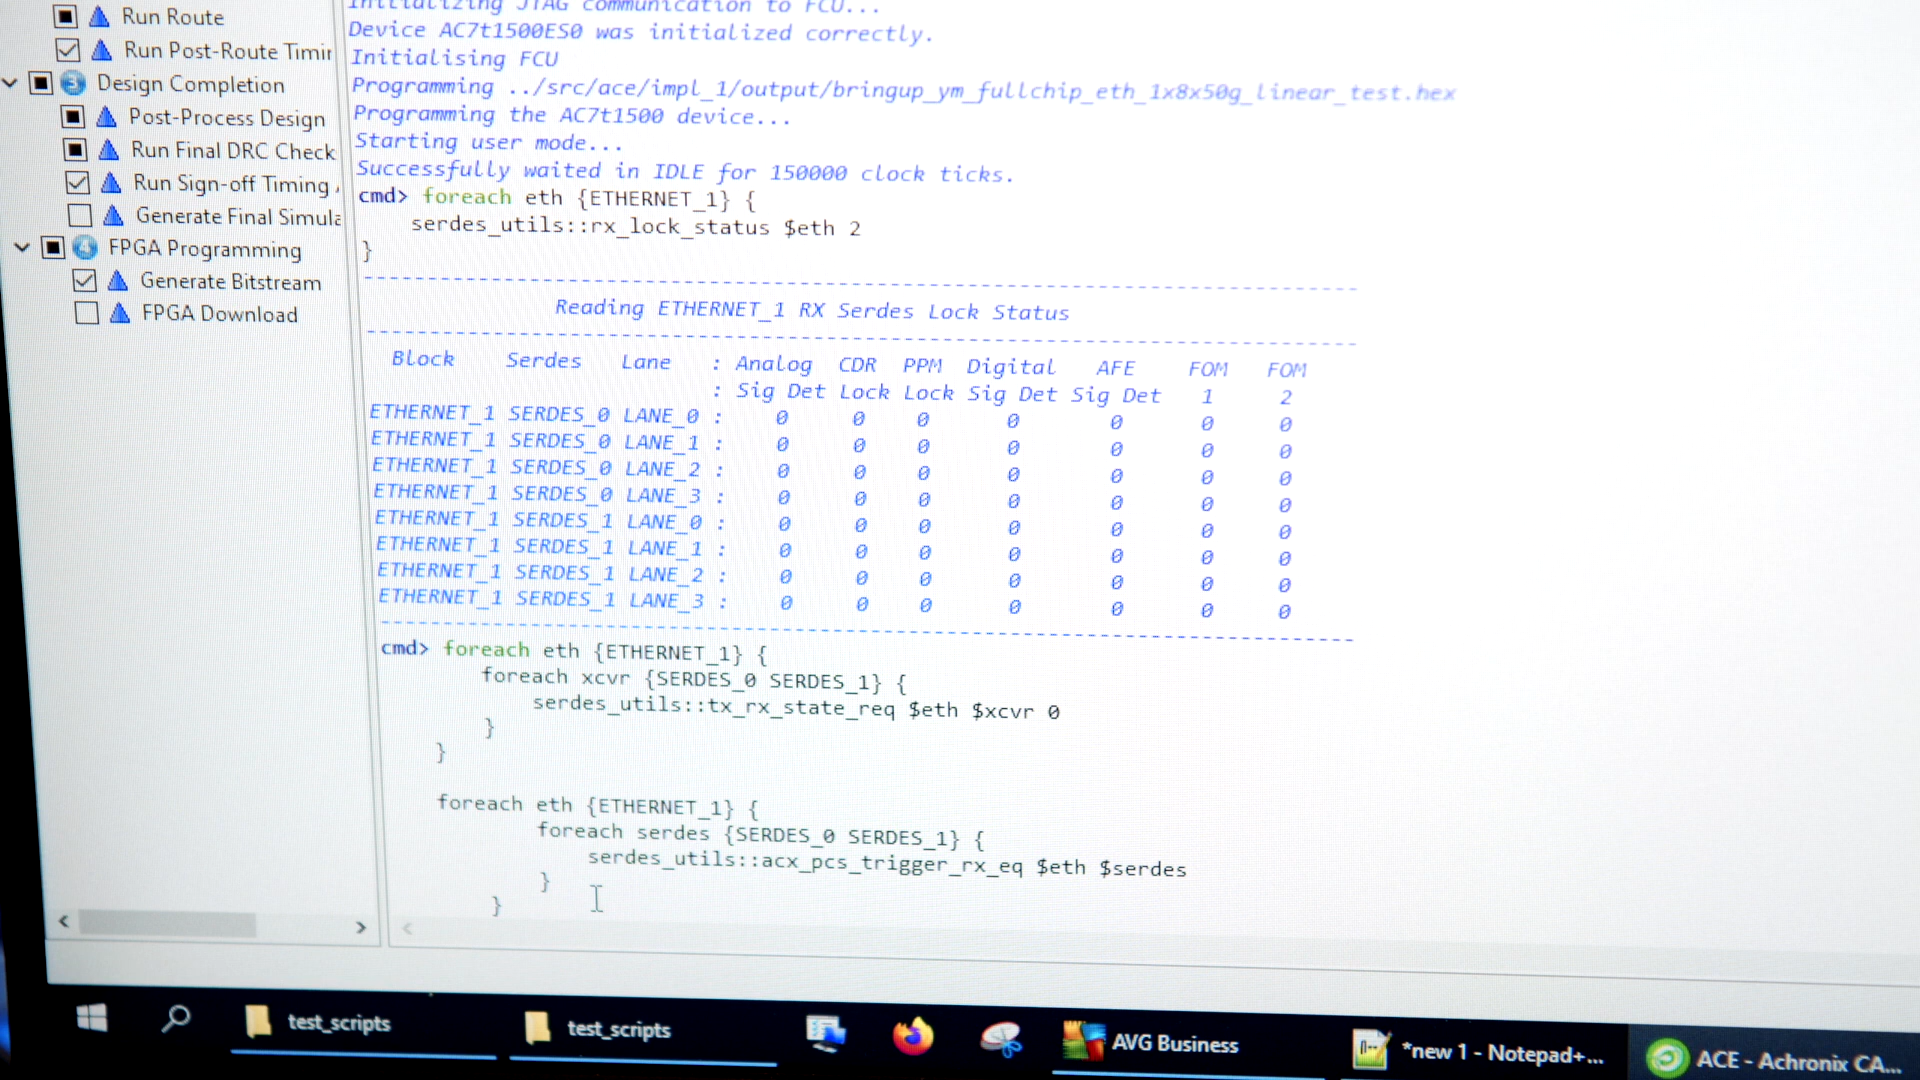 Run Route
Run Post-Route Timin
Design Completion
Post-Process Design
Run Final DRC Check
Run Sign-off Timing
Generate Final Simula
4 FPGA Programming
Generate Bitstream
FPGA Download
Initializing JTAG communication to FCU...
Device AC7t1500ES0 was initialized correctly.
Initialising FCU
Programming ../src/ace/impl_1/output/bringup_ym_fullchip_eth_1x8x50g_linear_test.hex
Programming the AC7t1500 device...
Starting user mode...
Successfully waited in IDLE for 150000 clock ticks.
cmd> foreach eth {ETHERNET_1} {
serdes_utils::rx_lock_status $eth 2
}
Reading ETHERNET_1 RX Serdes Lock Status
Block Serdes Lane : Analog CDR PPM Digital AFE FOM FOM
: Sig Det Lock Lock Sig Det Sig Det 1 2
ETHERNET_1 SERDES_0 LANE_0 : 0 0 0 0 0 0 0
ETHERNET_1 SERDES_0 LANE_1 : 0 0 0 0 0 0 0
ETHERNET_1 SERDES_0 LANE_2 : 0 0 0 0 0 0 0
ETHERNET_1 SERDES_0 LANE_3 : 0 0 0 0 0 0 0
ETHERNET_1 SERDES_1 LANE_0 : 0 0 0 0 0 0 0
ETHERNET_1 SERDES_1 LANE_1 : 0 0 0 0 0 0 0
ETHERNET_1 SERDES_1 LANE_2 : 0 0 0 0 0 0 0
ETHERNET_1 SERDES_1 LANE_3 : 0 0 0 0 0 0 0
cmd> foreach eth {ETHERNET_1} {
foreach xcvr {SERDES_0 SERDES_1} {
serdes_utils::tx_rx_state_req $eth $xcvr 0
}
}
foreach eth {ETHERNET_1} {
foreach serdes {SERDES_0 SERDES_1} {
serdes_utils::acx_pcs_trigger_rx_eq $eth $serdes
}
}
test_scripts
test_scripts
AVG Business
*new 1 - Notepad+...
ACE - Achronix CA...